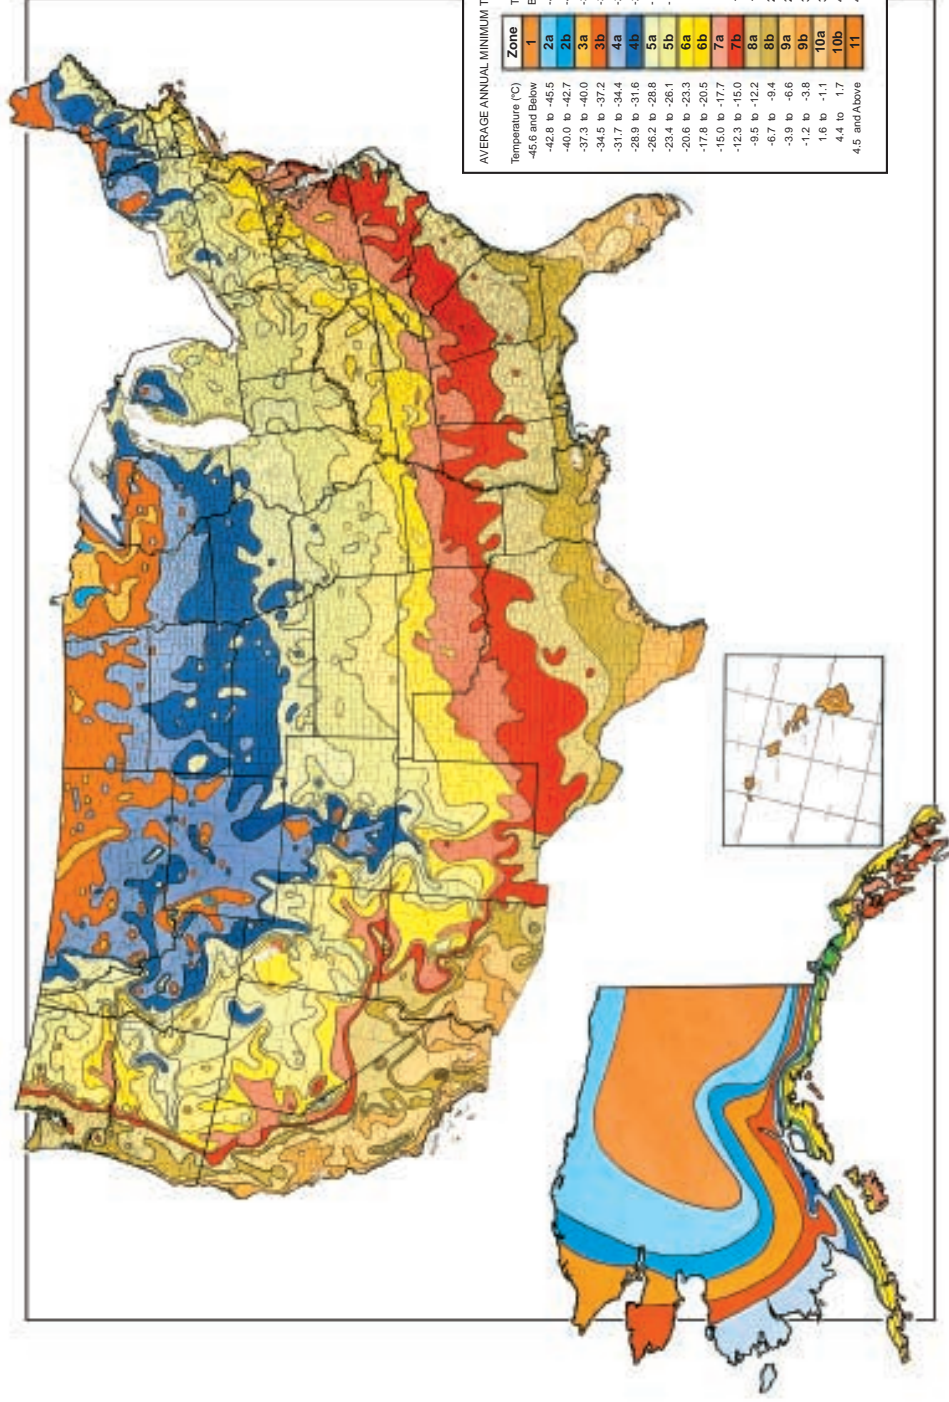 AVERAGE ANNUAL MINIMUM T
Temperature (°C) Zone T
-45.6 and Below 1 B
-42.8 to -45.5 2a -
-40.0 to -42.7 2b -
-37.3 to -40.0 3a -
-34.5 to -37.2 3b -
-31.7 to -34.4 4a -
-28.9 to -31.6 4b -
-26.2 to -28.8 5a -
-23.4 to -26.1 5b -
-20.6 to -23.3 6a
-17.8 to -20.5 6b
-15.0 to -17.7 7a
-12.3 to -15.0 7b
-9.5 to -12.2 8a
-6.7 to -9.4 8b
-3.9 to -6.6 9a
-1.2 to -3.8 9b
1.6 to -1.1 10a
4.4 to 1.7 10b
4.5 and Above 11